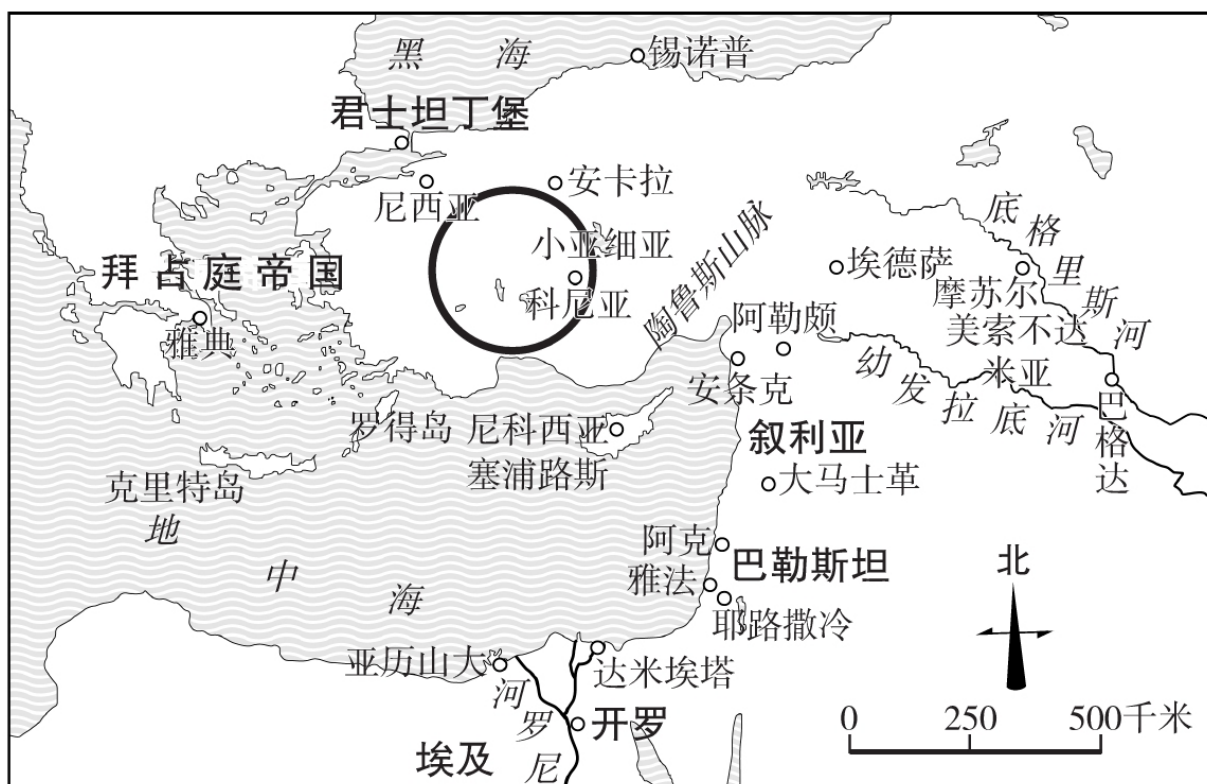 黑海
锡诺普
君士坦丁堡
尼西亚
安卡拉
小亚细亚
科尼亚
拜占庭帝国
雅典
陶鲁斯山脉
埃德萨
底格里斯河
摩苏尔
美索不达
米亚
阿勒颇
安条克
幼发拉底河
巴格达
叙利亚
罗得岛
尼科西亚
塞浦路斯
克里特岛
大马士革
地中海
阿克
巴勒斯坦
雅法
耶路撒冷
北
亚历山大
达米埃塔
河罗尼
开罗
埃及
0 250 500千米